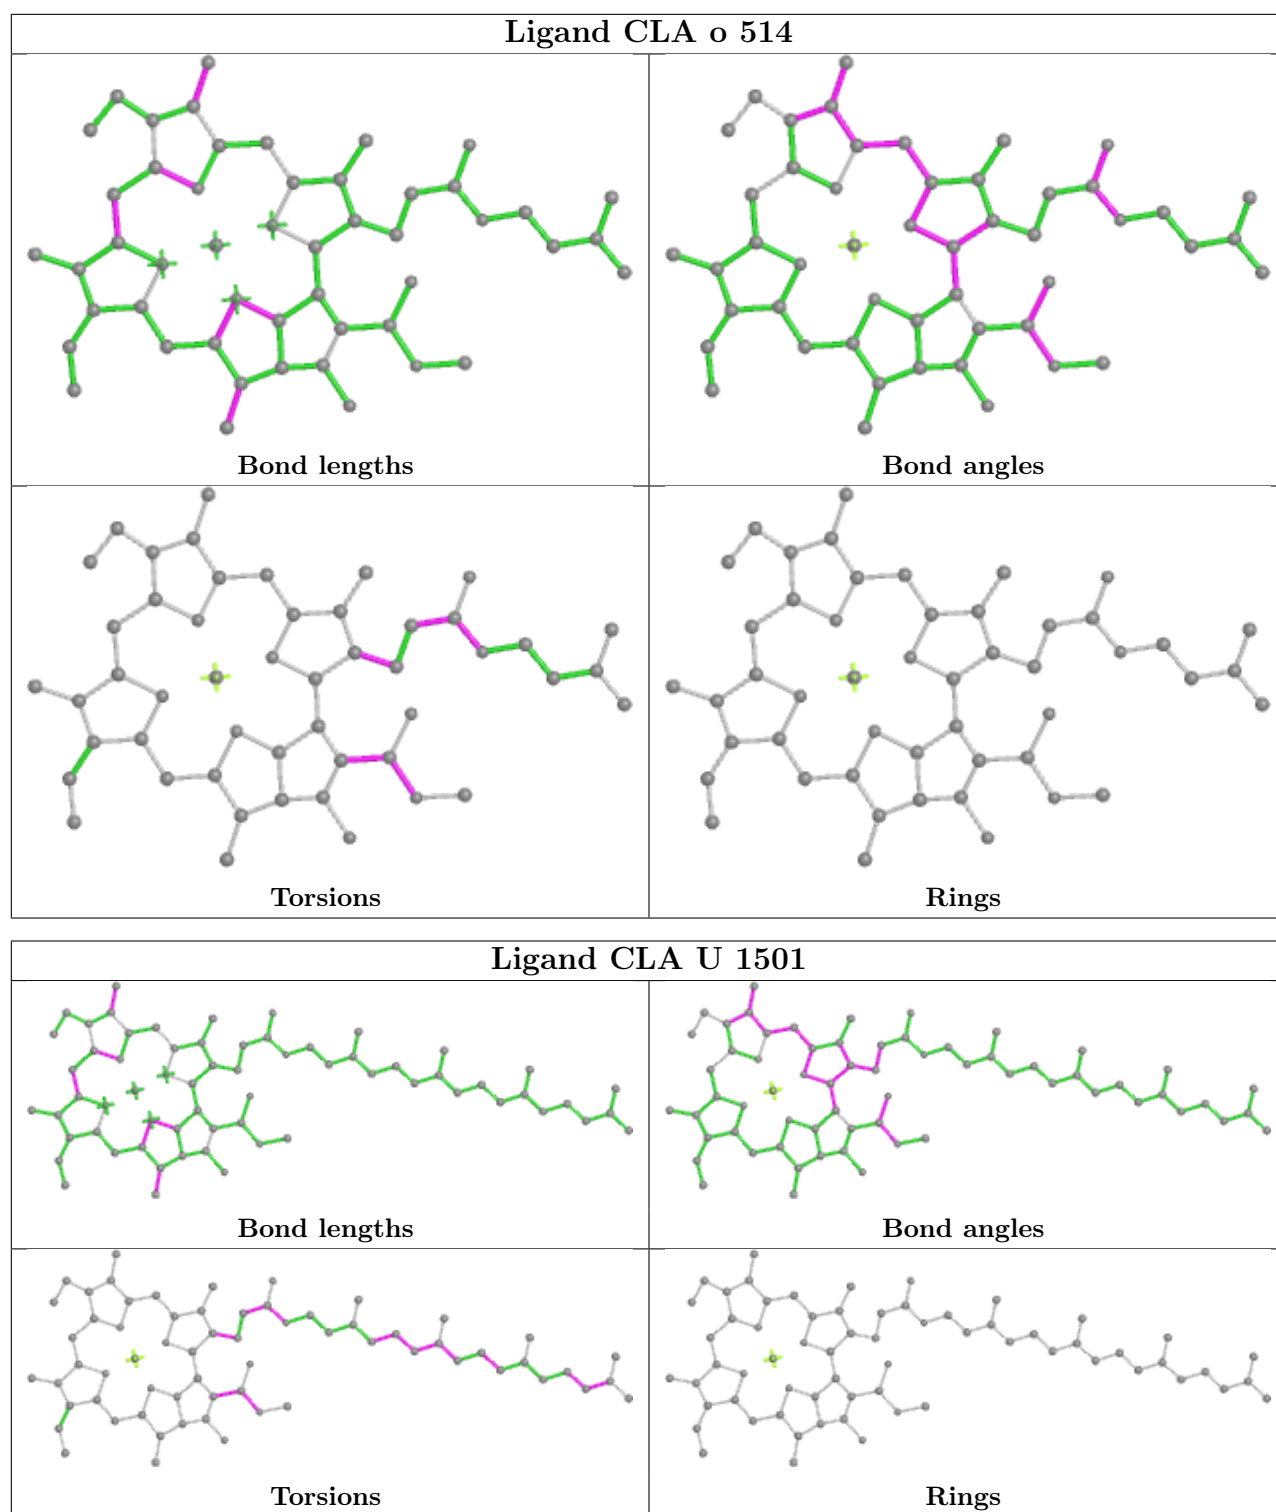 Ligand CLA o 514
Bond lengths
Bond angles
Torsions
Rings
Ligand CLA U 1501
Bond lengths
Bond angles
Torsions
Rings